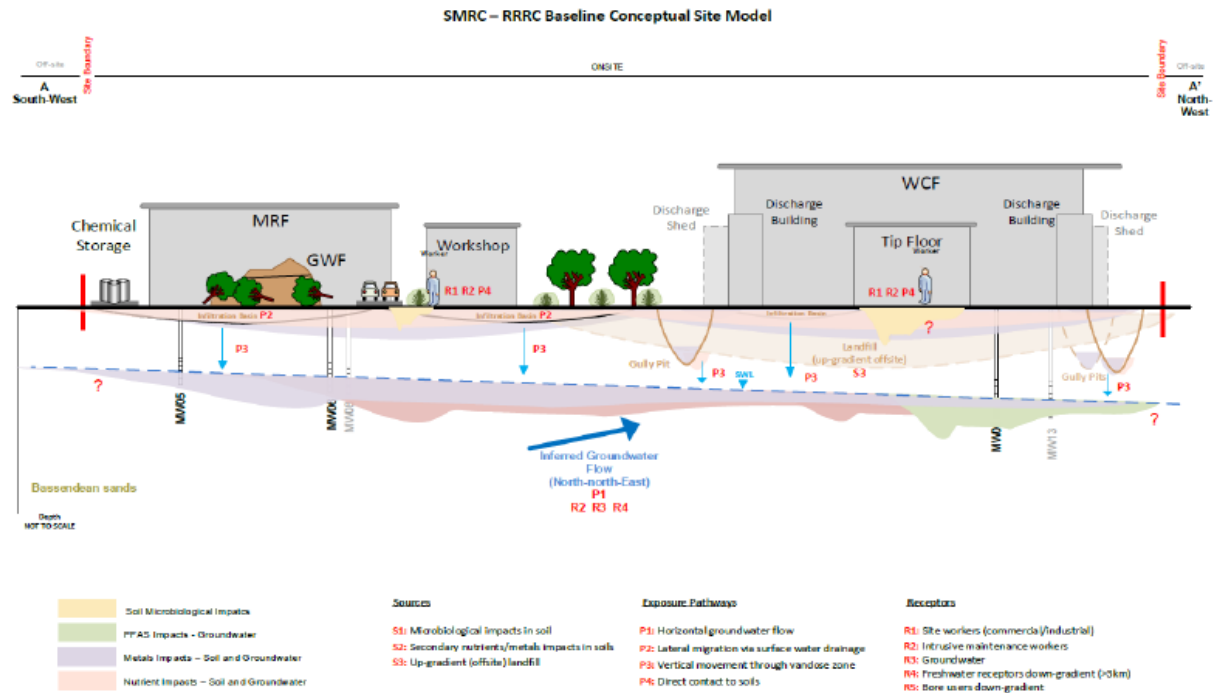 SMRC – RRRC Baseline Conceptual Site Model
Off-site
ONSITE
Off-site
A
South-West
Site Boundary
Site Boundary
A'
North-
West
WCF
Discharge
Shed
Discharge
Building
Discharge
Building
Discharge
Shed
Chemical
Storage
MRF
GWF
Workshop
Worker
Tip Floor
Worker
R1 R2 P4
R1 R2 P4
Infiltration Basin P2
Infiltration Basin P2
Infiltration Basin
?
P3
P3
Landfill
(up-gradient offsite)
S3
Gully Pit
P3
SWL
P3
Gully Pits
P3
?
?
MW05
MW06
MW0
MW13
Inferred Groundwater
Flow
(North-north-East)
P1
R2 R3 R4
Bassendean sands
Depth
NOT TO SCALE
Soil Microbiological Impatcs
PFAS Impacts - Groundwater
Metals Impacts – Soil and Groundwater
Nutrient Impacts – Soil and Groundwater
Sources
S1: Microbiological impacts in soil
S2: Secondary nutrients/metals impacts in soils
S3: Up-gradient (offsite) landfill
Exposure Pathways
P1: Horizontal groundwater flow
P2: Lateral migration via surface water drainage
P3: Vertical movement through vandose zone
P4: Direct contact to soils
Receptors
R1: Site workers (commercial/industrial)
R2: Intrusive maintenance workers
R3: Groundwater
R4: Freshwater receptors down-gradient (>3km)
R5: Bore users down-gradient